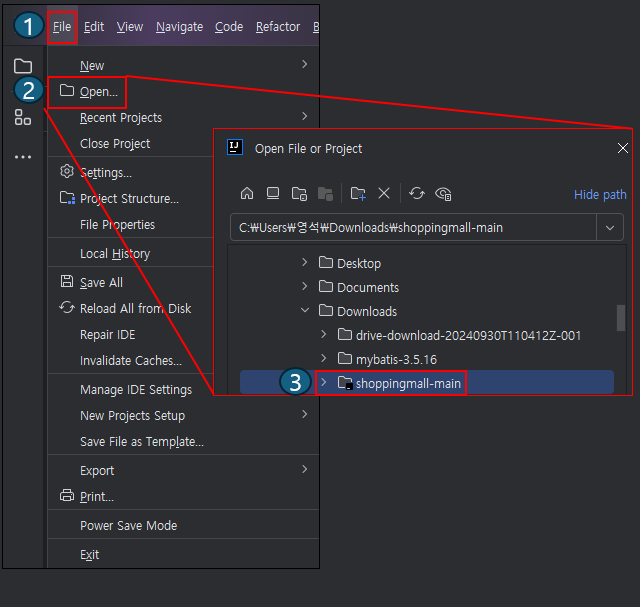 1 File Edit View Navigate Code Refactor
New
2 Open...
Recent Projects
Close Project
Settings...
Project Structure...
File Properties
Local History
Save All
Reload All from Disk
Repair IDE
Invalidate Caches...
Manage IDE Settings
New Projects Setup
Save File as Template...
Export
Print...
Power Save Mode
Exit
IJ Open File or Project
Hide path
C:₩Users₩영석₩Downloads₩shoppingmall-main
Desktop
Documents
Downloads
drive-download-20240930T110412Z-001
mybatis-3.5.16
3 shoppingmall-main